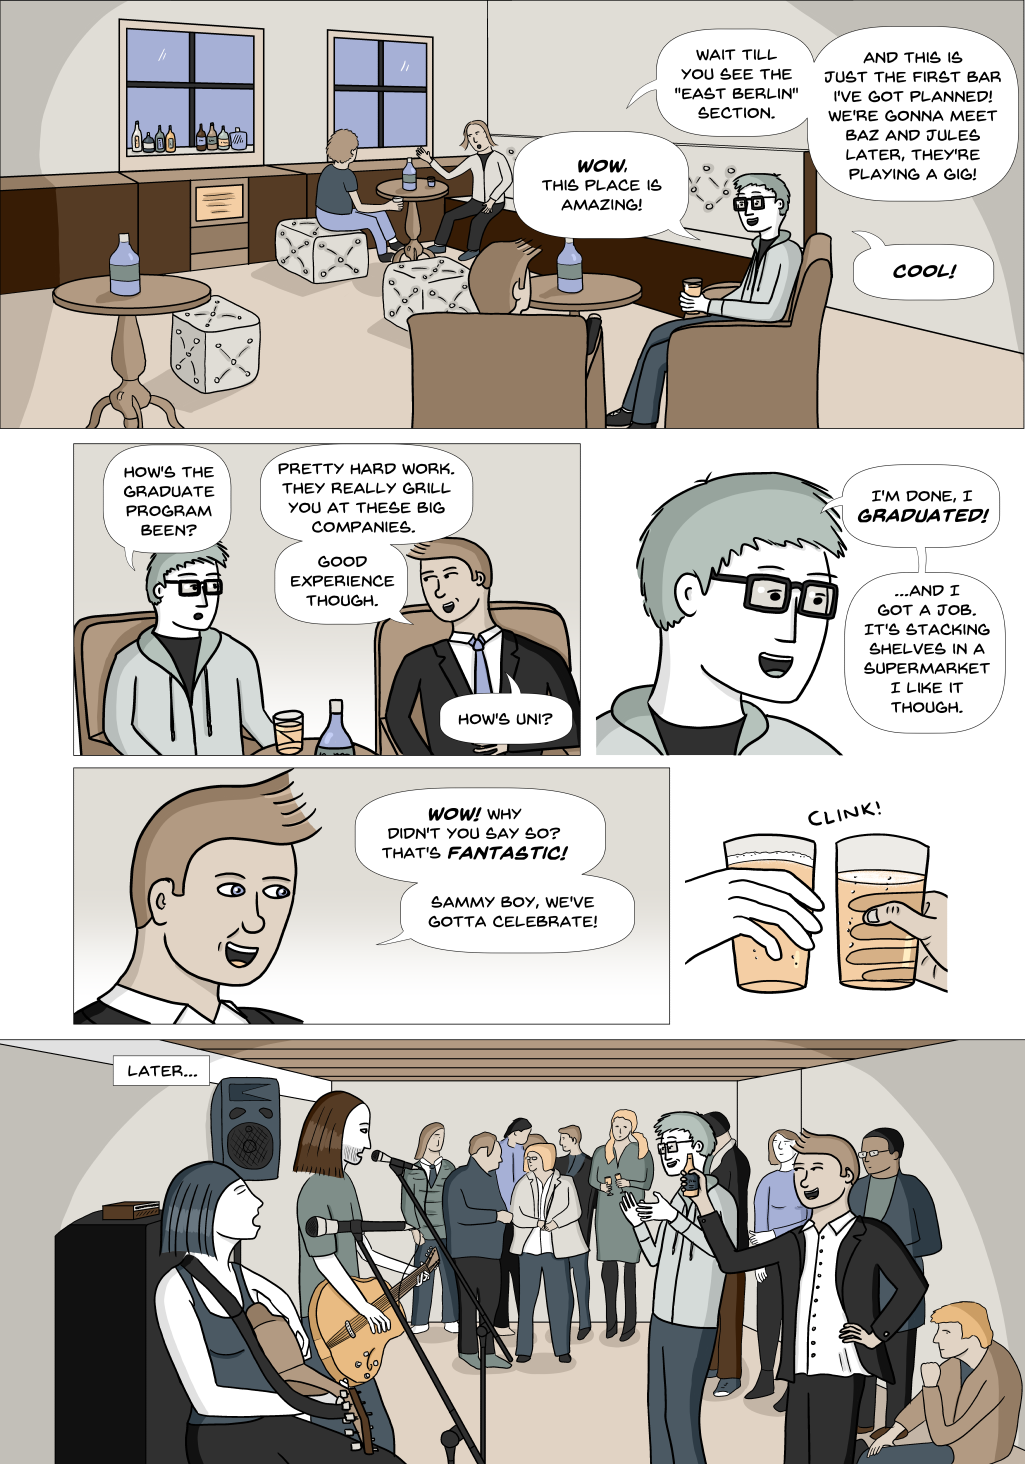 WAIT TILL
YOU SEE THE
"EAST BERLIN"
SECTION.
AND THIS IS
JUST THE FIRST BAR
I'VE GOT PLANNED!
WE'RE GONNA MEET
BAZ AND JULES
LATER, THEY'RE
PLAYING A GIG!
WOW,
THIS PLACE IS
AMAZING!
COOL!
HOW'S THE
GRADUATE
PROGRAM
BEEN?
PRETTY HARD WORK.
THEY REALLY GRILL
YOU AT THESE BIG
COMPANIES.
GOOD
EXPERIENCE
THOUGH.
HOW'S UNI?
I'M DONE, I
GRADUATED!
...AND I
GOT A JOB.
IT'S STACKING
SHELVES IN A
SUPERMARKET
I LIKE IT
THOUGH.
WOW! WHY
DIDN'T YOU SAY SO?
THAT'S FANTASTIC!
SAMMY BOY, WE'VE
GOTTA CELEBRATE!
CLINK!
LATER...